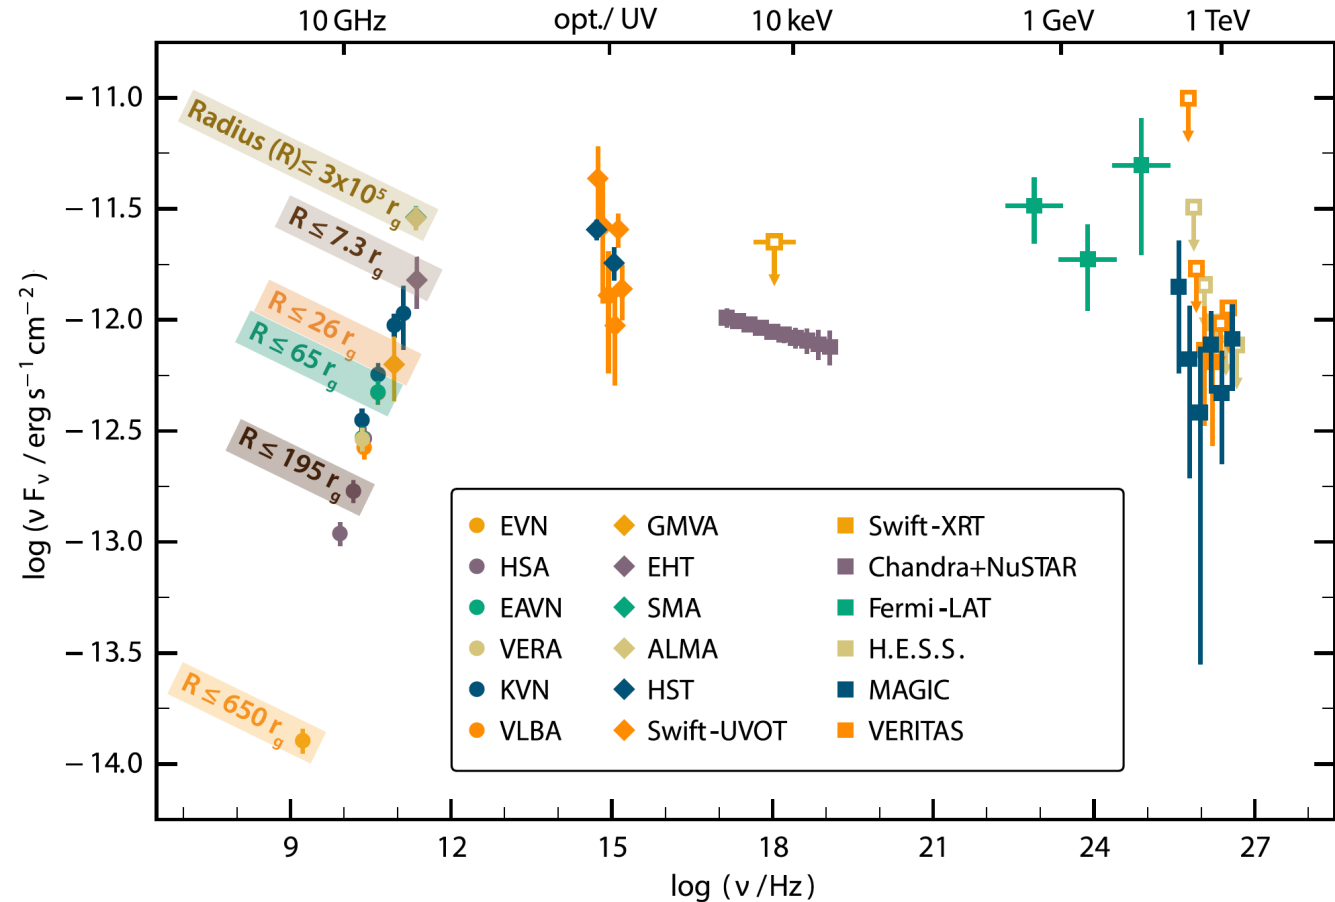 10 GHz opt./ UV 10 keV 1 GeV 1 TeV
−11.0
−11.5
−12.0
−12.5
−13.0
−13.5
−14.0
log (ν Fν / erg s⁻¹ cm⁻²)
Radius (R)≤ 3x10⁵ rg
R ≤ 7.3 rg
R ≤ 26 rg
R ≤ 65 rg
R ≤ 195 rg
R ≤ 650 rg
EVN GMVA Swift-XRT
HSA EHT Chandra+NuSTAR
EAVN SMA Fermi-LAT
VERA ALMA H.E.S.S.
KVN HST MAGIC
VLBA Swift-UVOT VERITAS
9 12 15 18 21 24 27
log (ν/Hz)